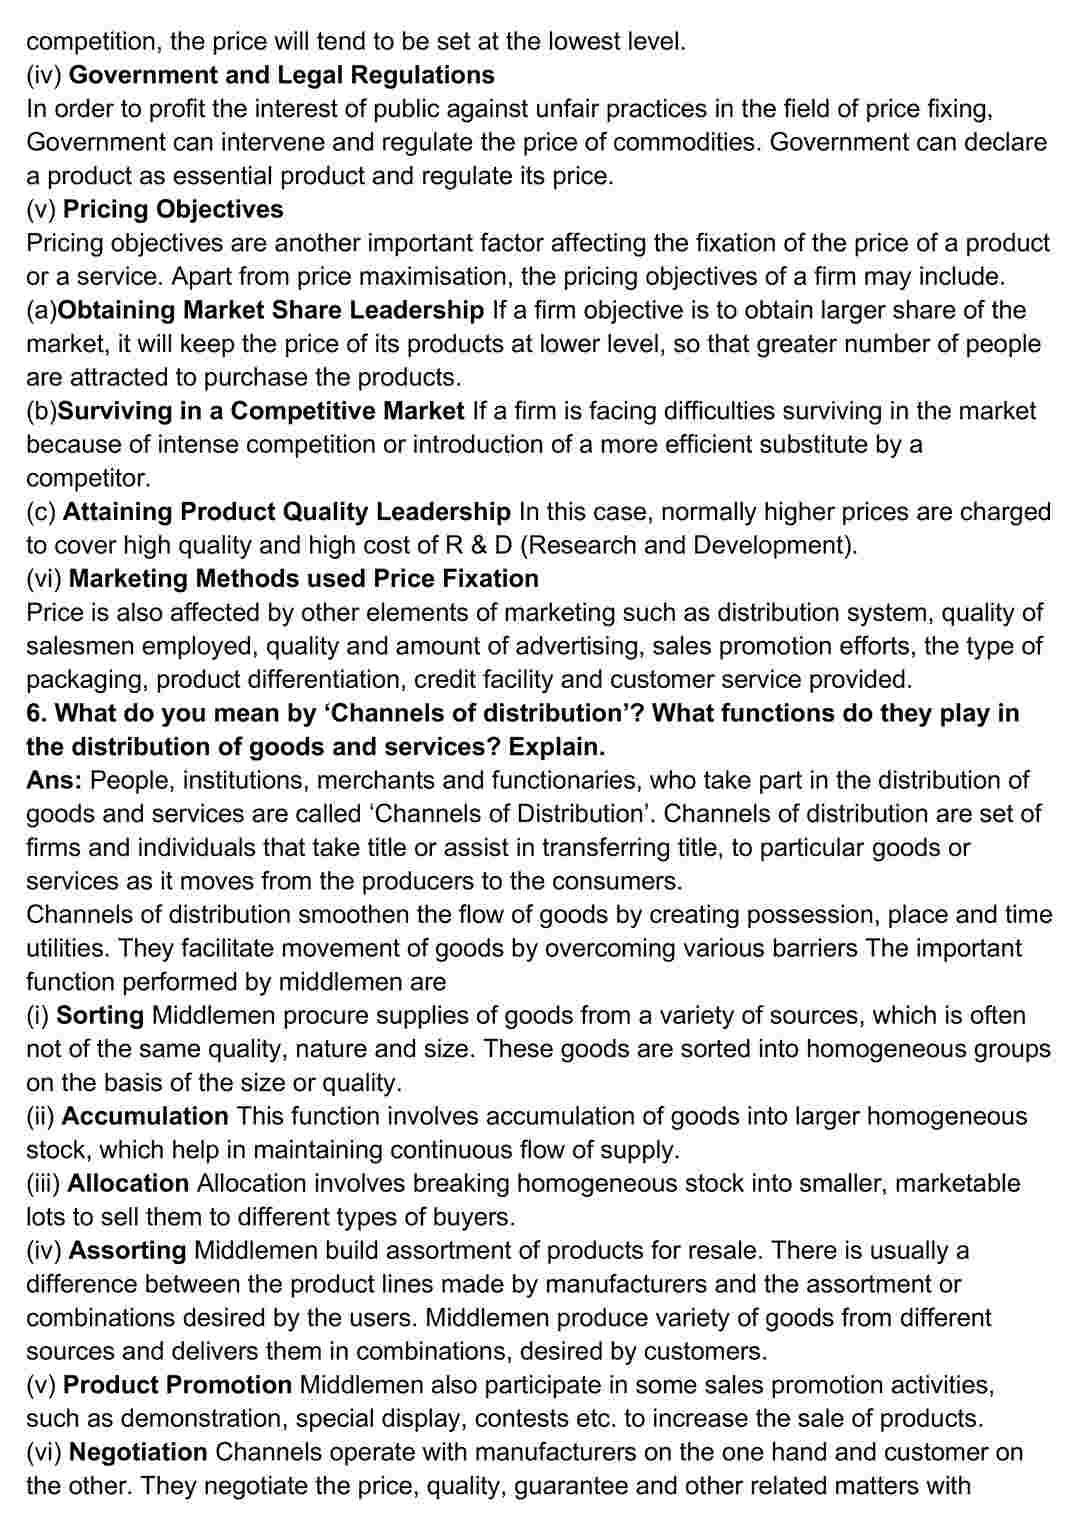 competition, the price will tend to be set at the lowest level.
(iv) Government and Legal Regulations
In order to profit the interest of public against unfair practices in the field of price fixing,
Government can intervene and regulate the price of commodities. Government can declare
a product as essential product and regulate its price.
(v) Pricing Objectives
Pricing objectives are another important factor affecting the fixation of the price of a product
or a service. Apart from price maximisation, the pricing objectives of a firm may include.
(a)Obtaining Market Share Leadership If a firm objective is to obtain larger share of the
market, it will keep the price of its products at lower level, so that greater number of people
are attracted to purchase the products.
(b)Surviving in a Competitive Market If a firm is facing difficulties surviving in the market
because of intense competition or introduction of a more efficient substitute by a
competitor.
(c) Attaining Product Quality Leadership In this case, normally higher prices are charged
to cover high quality and high cost of R & D (Research and Development).
(vi) Marketing Methods used Price Fixation
Price is also affected by other elements of marketing such as distribution system, quality of
salesmen employed, quality and amount of advertising, sales promotion efforts, the type of
packaging, product differentiation, credit facility and customer service provided.
6. What do you mean by ‘Channels of distribution’? What functions do they play in
the distribution of goods and services? Explain.
Ans: People, institutions, merchants and functionaries, who take part in the distribution of
goods and services are called ‘Channels of Distribution’. Channels of distribution are set of
firms and individuals that take title or assist in transferring title, to particular goods or
services as it moves from the producers to the consumers.
Channels of distribution smoothen the flow of goods by creating possession, place and time
utilities. They facilitate movement of goods by overcoming various barriers The important
function performed by middlemen are
(i) Sorting Middlemen procure supplies of goods from a variety of sources, which is often
not of the same quality, nature and size. These goods are sorted into homogeneous groups
on the basis of the size or quality.
(ii) Accumulation This function involves accumulation of goods into larger homogeneous
stock, which help in maintaining continuous flow of supply.
(iii) Allocation Allocation involves breaking homogeneous stock into smaller, marketable
lots to sell them to different types of buyers.
(iv) Assorting Middlemen build assortment of products for resale. There is usually a
difference between the product lines made by manufacturers and the assortment or
combinations desired by the users. Middlemen produce variety of goods from different
sources and delivers them in combinations, desired by customers.
(v) Product Promotion Middlemen also participate in some sales promotion activities,
such as demonstration, special display, contests etc. to increase the sale of products.
(vi) Negotiation Channels operate with manufacturers on the one hand and customer on
the other. They negotiate the price, quality, guarantee and other related matters with